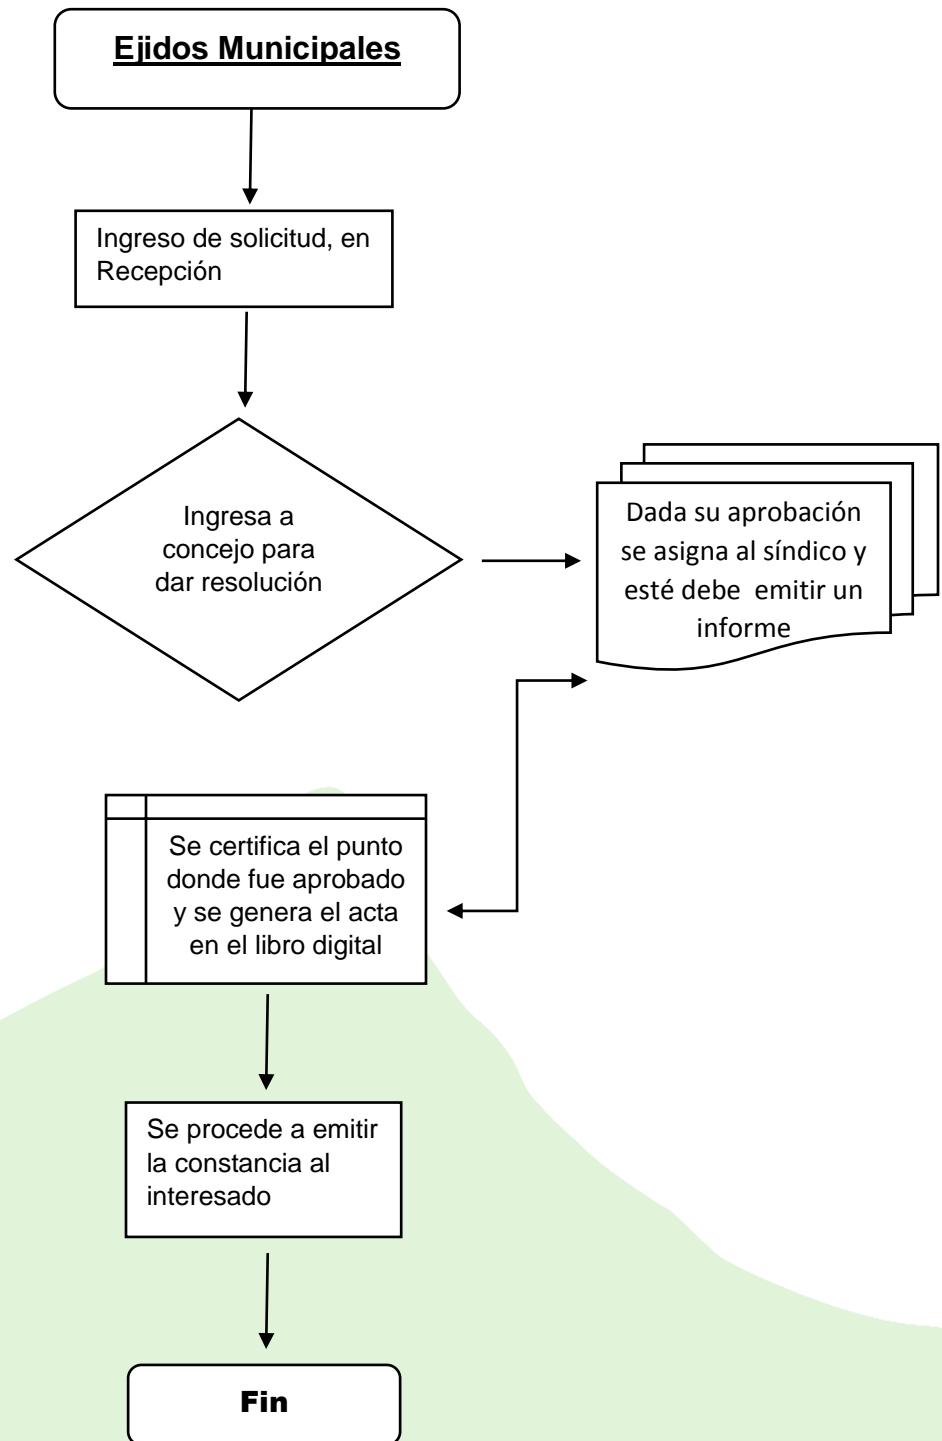 Ejidos Municipales
Ingreso de solicitud, en
Recepción
Ingresa a
concejo para
dar resolución
Dada su aprobación
se asigna al síndico y
esté debe  emitir un
informe
Se certifica el punto
donde fue aprobado
y se genera el acta
en el libro digital
Se procede a emitir
la constancia al
interesado
Fin